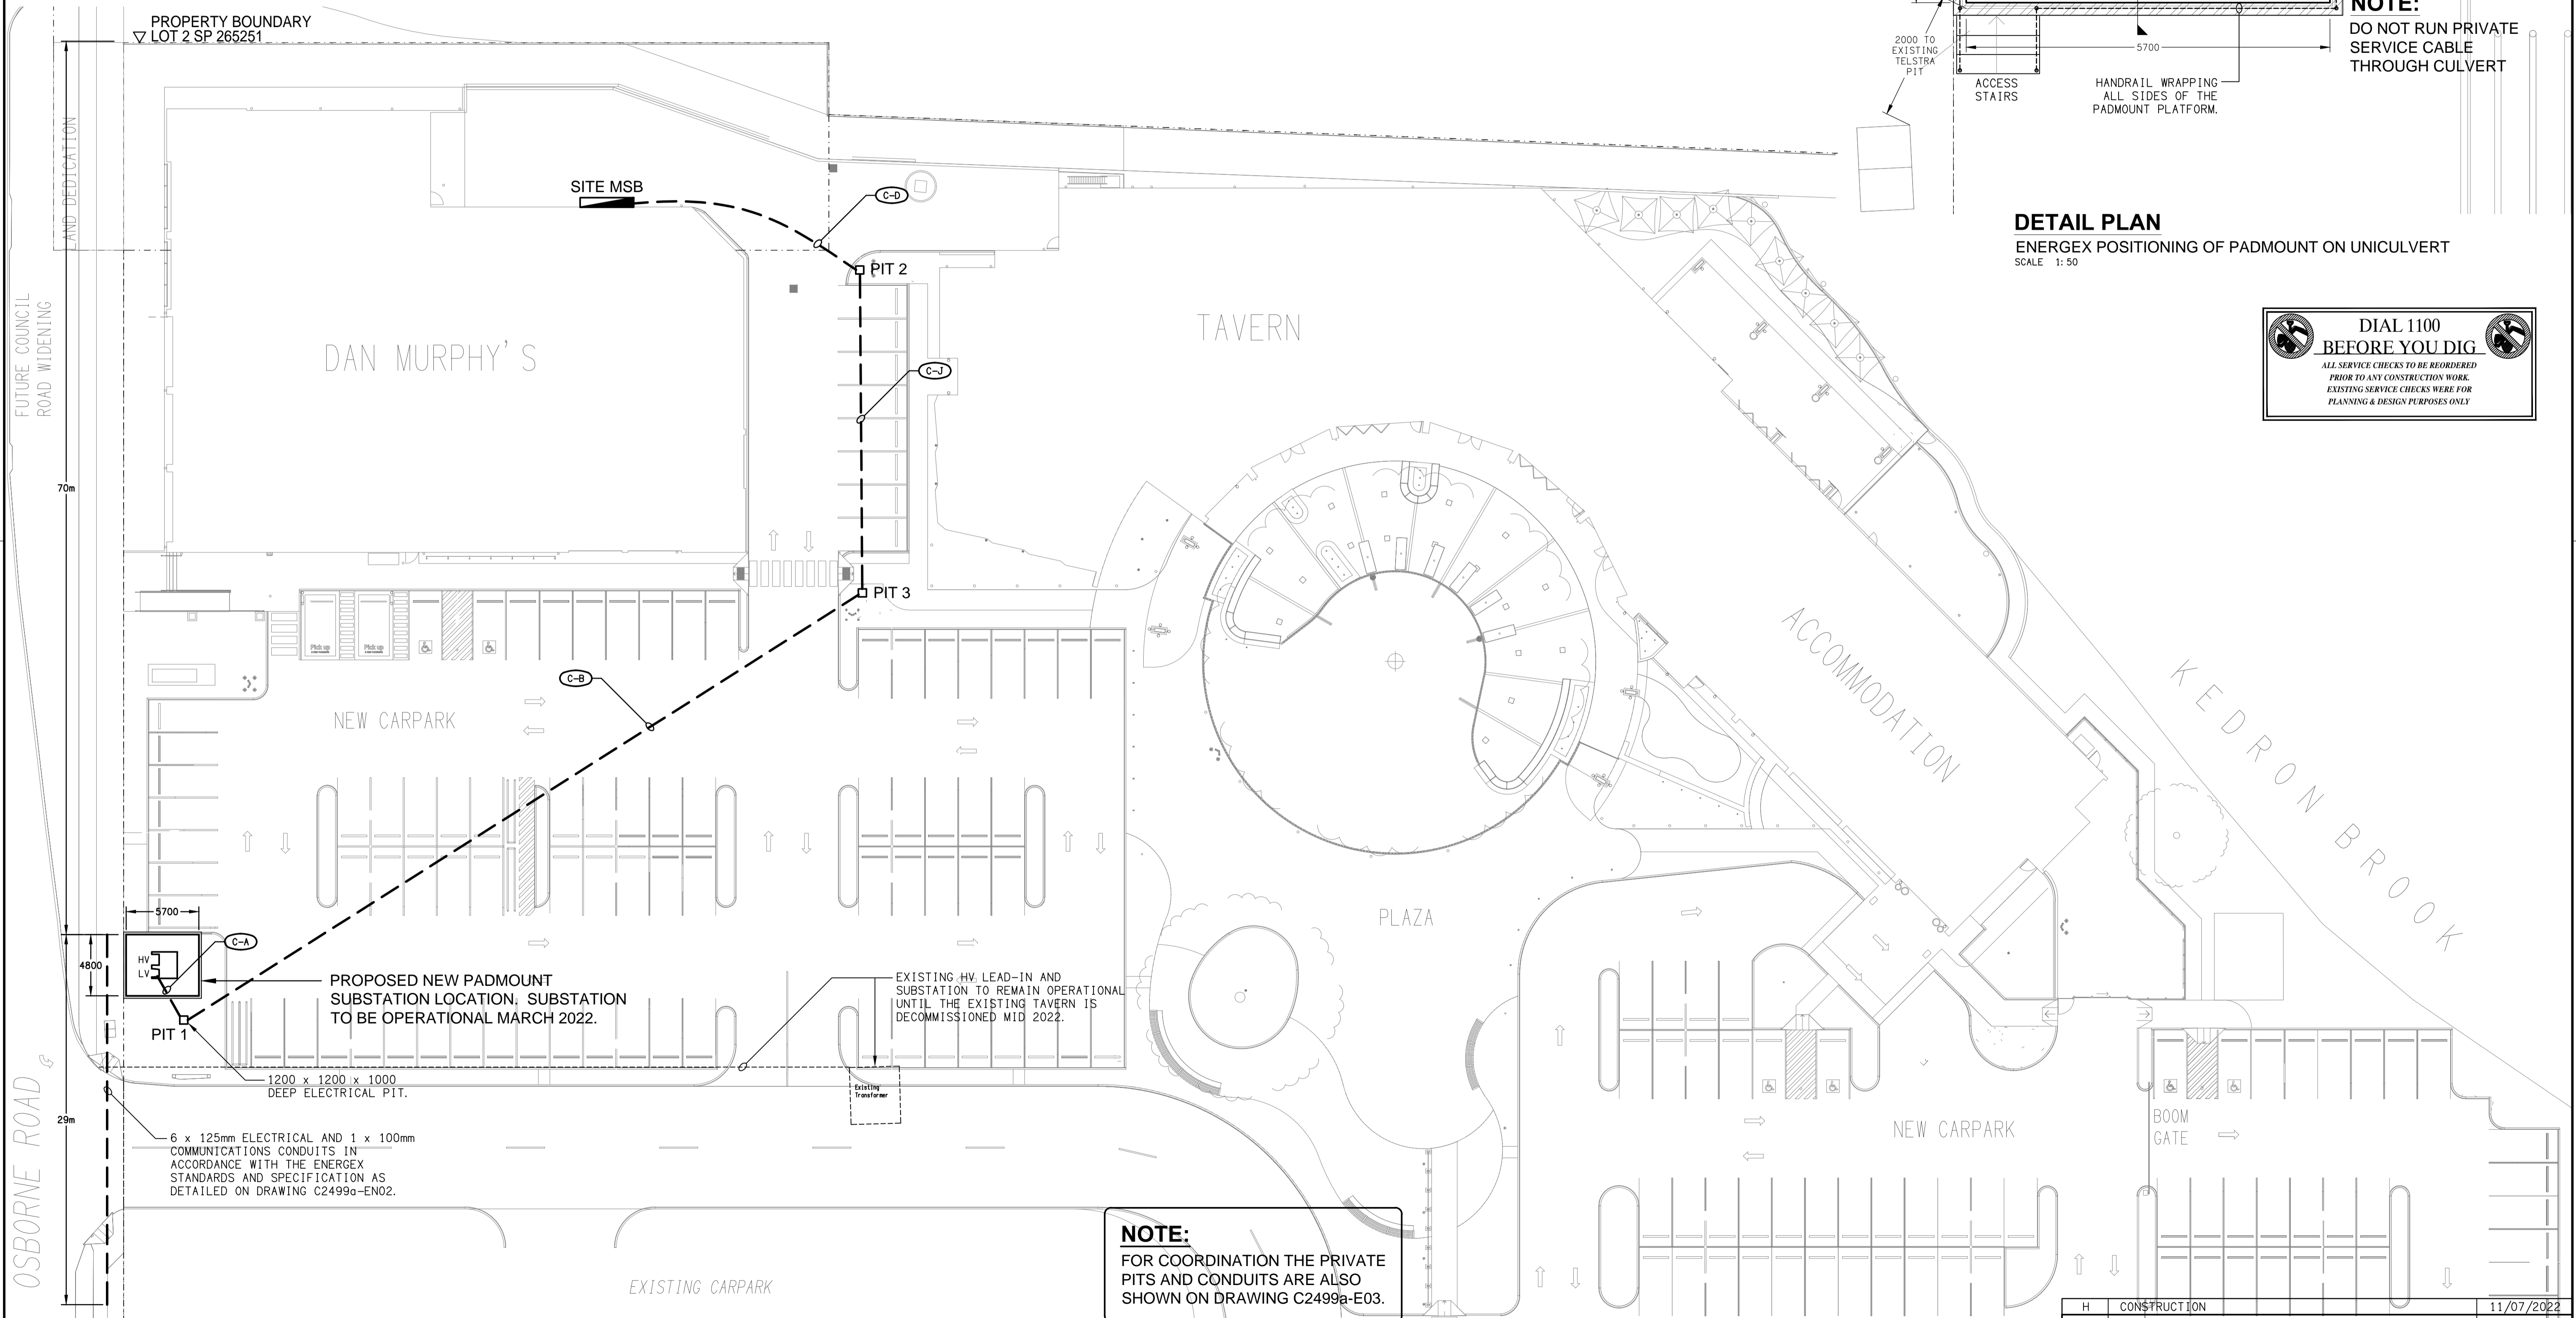 PROPERTY BOUNDARY
LOT 2 SP 265251
LAND DEDICATION
FUTURE COUNCIL
ROAD WIDENING
SITE MSB
C-D
PIT 2
DAN MURPHY'S
TAVERN
C-J
70m
PIT 3
Pick up
Pick up
C-B
NEW CARPARK
5700
4800
HV
LV
C-A
PROPOSED NEW PADMOUNT
SUBSTATION LOCATION. SUBSTATION
TO BE OPERATIONAL MARCH 2022.
PIT 1
EXISTING HV LEAD-IN AND
SUBSTATION TO REMAIN OPERATIONAL
UNTIL THE EXISTING TAVERN IS
DECOMMISSIONED MID 2022.
1200 x 1200 x 1000
DEEP ELECTRICAL PIT.
Existing
Transformer
OSBORNE ROAD
29m
6 x 125mm ELECTRICAL AND 1 x 100mm
COMMUNICATIONS CONDUITS IN
ACCORDANCE WITH THE ENERGEX
STANDARDS AND SPECIFICATION AS
DETAILED ON DRAWING C2499a-EN02.
EXISTING CARPARK
NOTE:
FOR COORDINATION THE PRIVATE
PITS AND CONDUITS ARE ALSO
SHOWN ON DRAWING C2499a-E03.
PLAZA
ACCOMMODATION
KEDRON BROOK
NEW CARPARK
BOOM
GATE
2000 TO
EXISTING
TELSTRA
PIT
5700
ACCESS
STAIRS
HANDRAIL WRAPPING
ALL SIDES OF THE
PADMOUNT PLATFORM.
NOTE:
DO NOT RUN PRIVATE
SERVICE CABLE
THROUGH CULVERT
DETAIL PLAN
ENERGEX POSITIONING OF PADMOUNT ON UNICULVERT
SCALE 1:50
DIAL 1100
BEFORE YOU DIG
ALL SERVICE CHECKS TO BE REORDERED
PRIOR TO ANY CONSTRUCTION WORK.
EXISTING SERVICE CHECKS WERE FOR
PLANNING & DESIGN PURPOSES ONLY
H CONSTRUCTION 11/07/2022